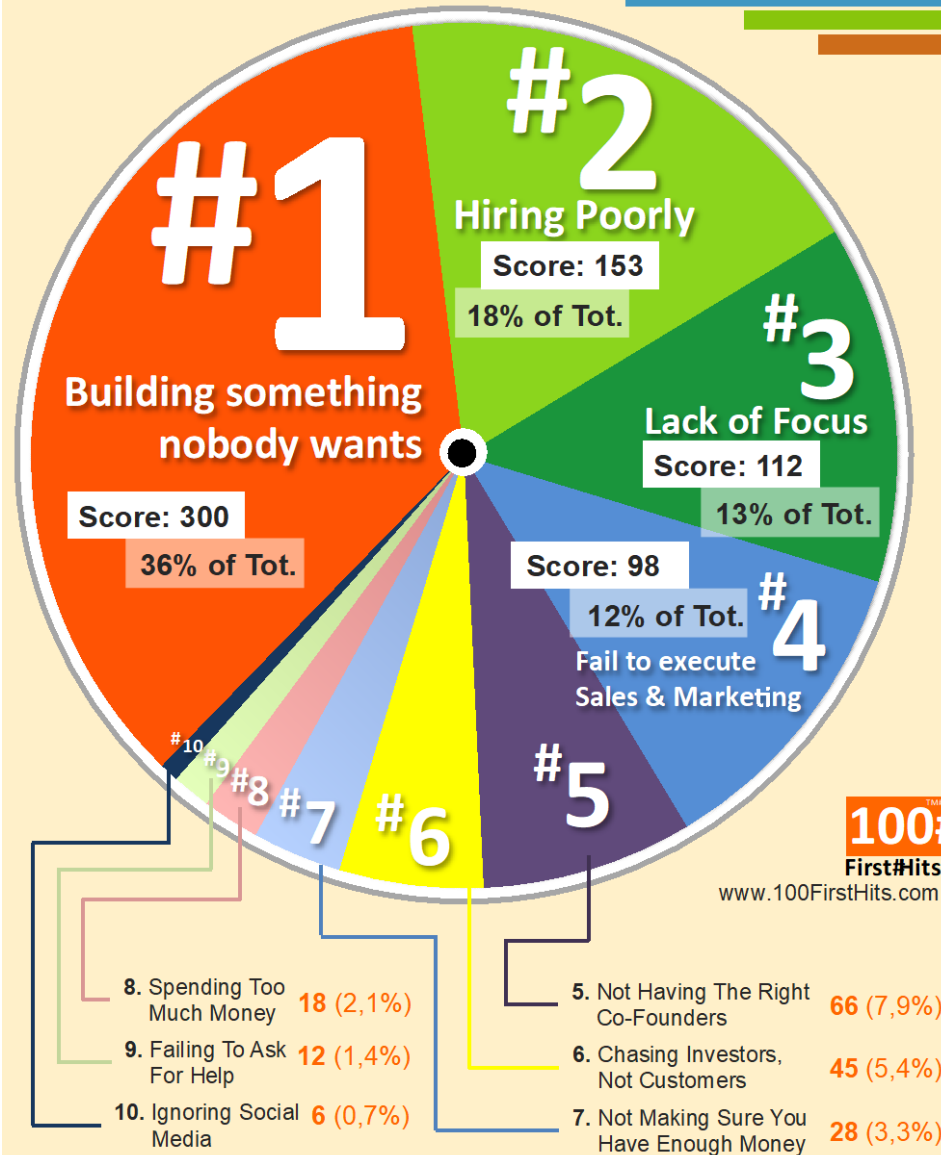 #1
Building something
nobody wants
Score: 300
36% of Tot.
#2
Hiring Poorly
Score: 153
18% of Tot.
#3
Lack of Focus
Score: 112
13% of Tot.
Score: 98
12% of Tot.
#4
Fail to execute
Sales & Marketing
#5
#6
#7
#8
#9
#10
100#
TM
First#Hits
www.100FirstHits.com
8. Spending Too
Much Money
18 (2,1%)
9. Failing To Ask
For Help
12 (1,4%)
10. Ignoring Social
Media
6 (0,7%)
5. Not Having The Right
Co-Founders
66 (7,9%)
6. Chasing Investors,
Not Customers
45 (5,4%)
7. Not Making Sure You
Have Enough Money
28 (3,3%)